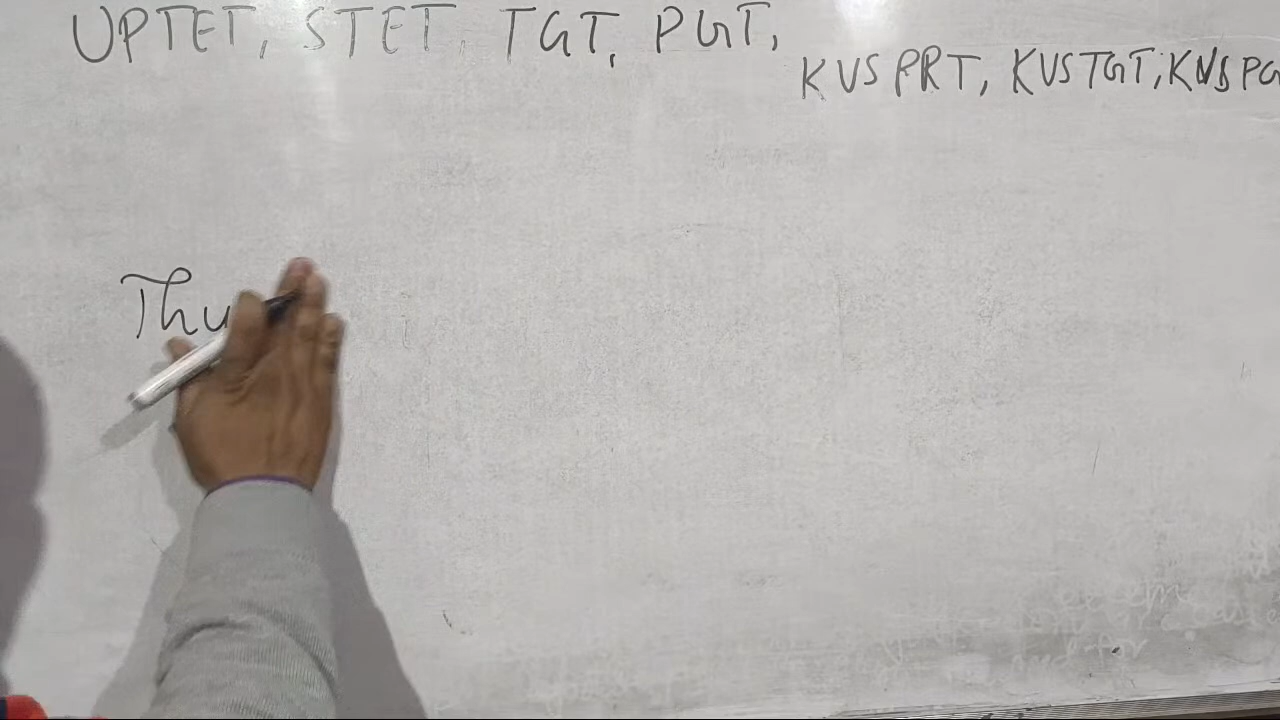 UPTET, STET, TGT, PGT,
KVS PRT, KVS TGT, KVS PG
Thu